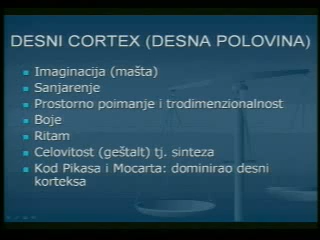 DESNI CORTEX (DESNA POLOVINA)
Imaginacija (mašta)
Sanjarenje
Prostorno poimanje i trodimenzionalnost
Boje
Ritam
Celovitost (geštalt) tj. sinteza
Kod Pikasa i Mocarta: dominirao desni
korteksa